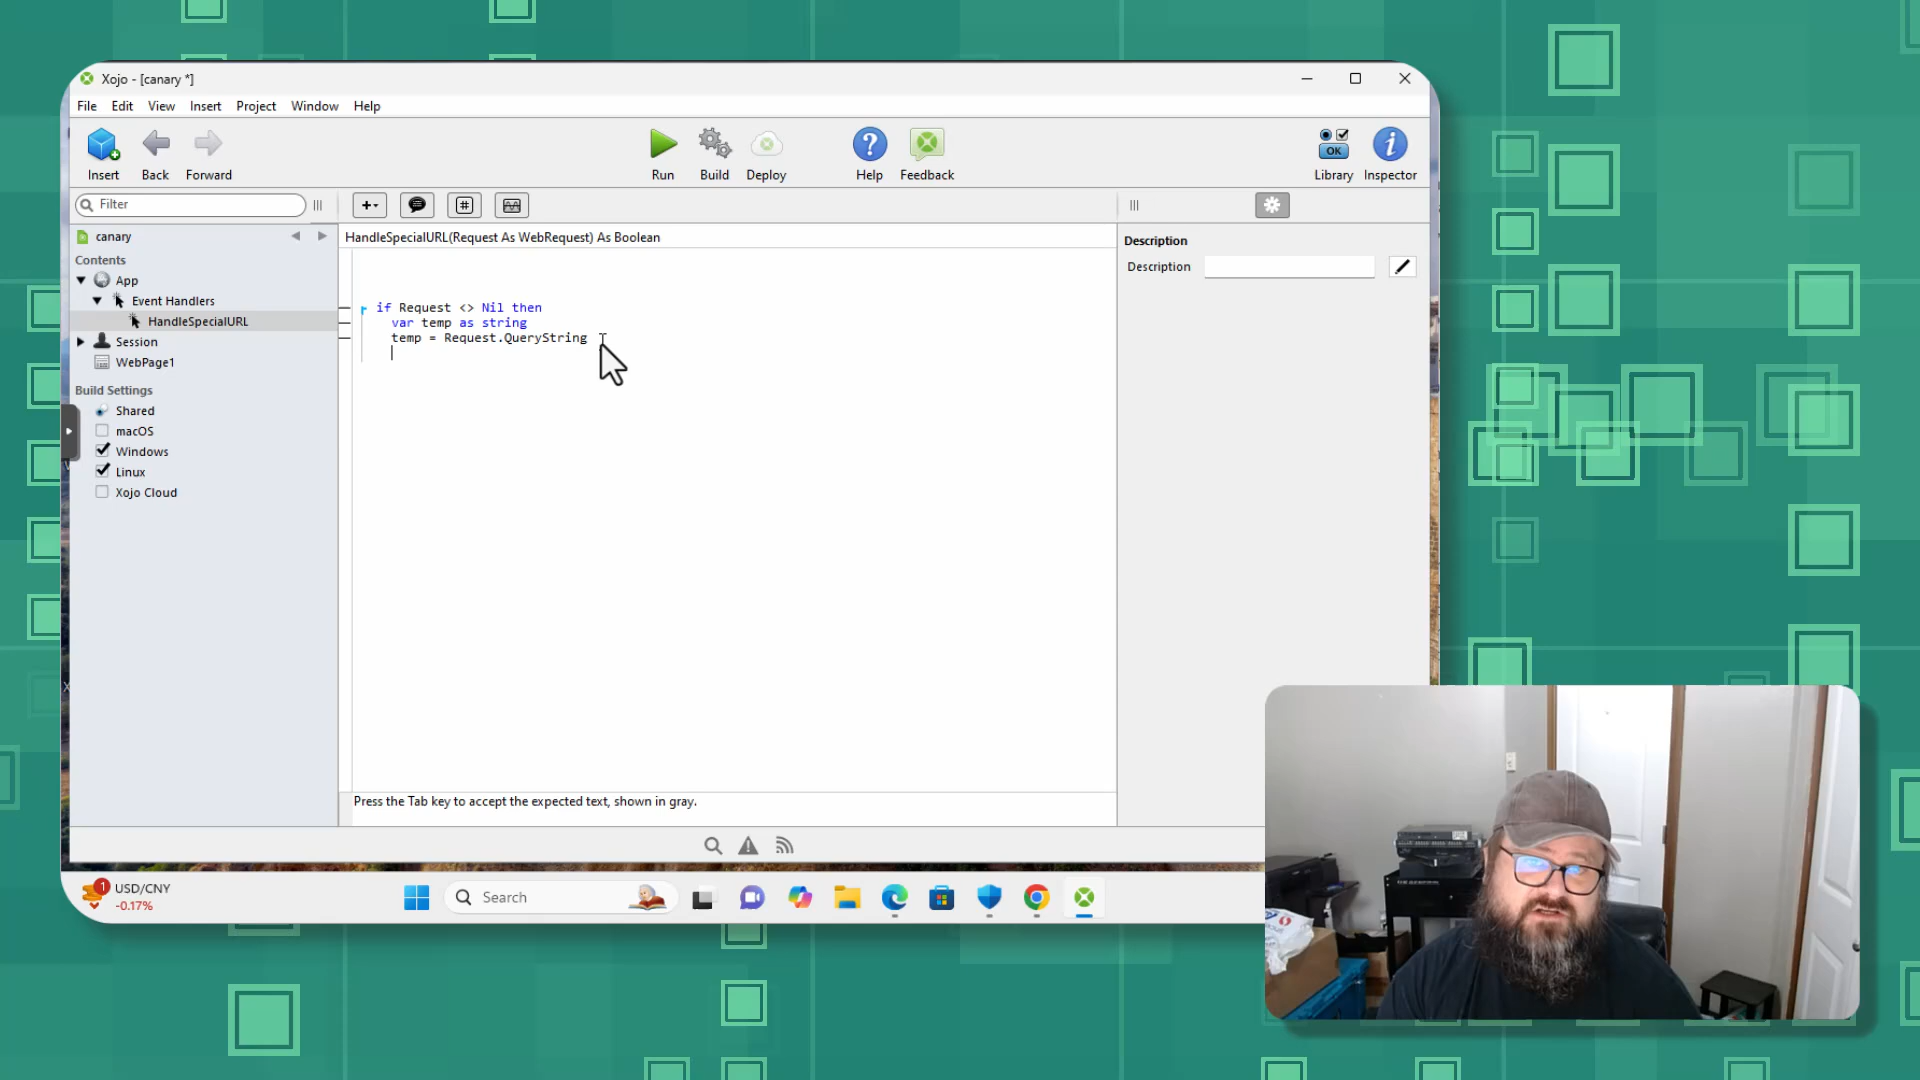 Xojo - [canary *]
File Edit View Insert Project Window Help
Insert Back Forward Run Build Deploy Help Feedback OK Library Inspector
Filter
canary
HandleSpecialURL(Request As WebRequest) As Boolean
Description
Contents
Description
App
Event Handlers
HandleSpecialURL
Session
WebPage1
if Request <> Nil then
var temp as string
temp = Request.QueryString
Build Settings
Shared
macOS
Windows
Linux
Xojo Cloud
Press the Tab key to accept the expected text, shown in gray.
1
USD/CNY
-0.17%
Search